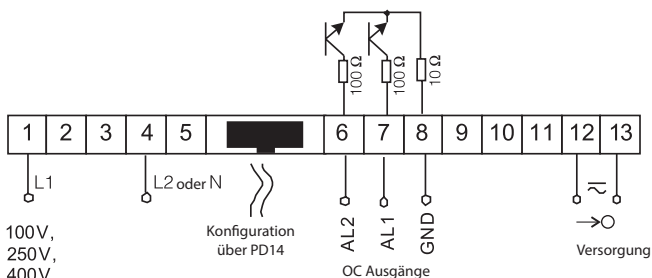 100 Ω
100 Ω
10 Ω
1 2 3 4 5 6 7 8 9 10 11 12 13
L1
L2 oder N
AL2
AL1
GND
100V,
250V,
400V
Konfiguration
über PD14
OC Ausgänge
Versorgung